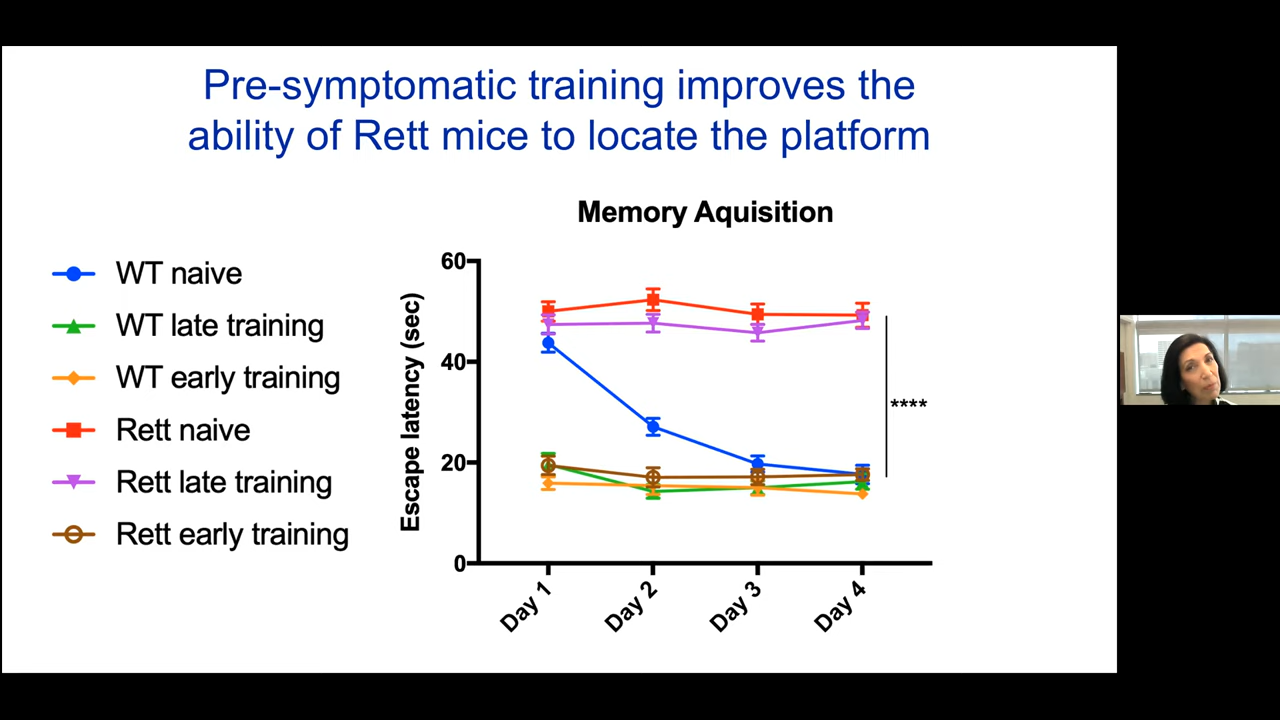 Pre-symptomatic training improves the
ability of Rett mice to locate the platform
Memory Aquisition
WT naive
WT late training
WT early training
Rett naive
Rett late training
Rett early training
Escape latency (sec)
60
40
20
0
****
Day 1
Day 2
Day 3
Day 4